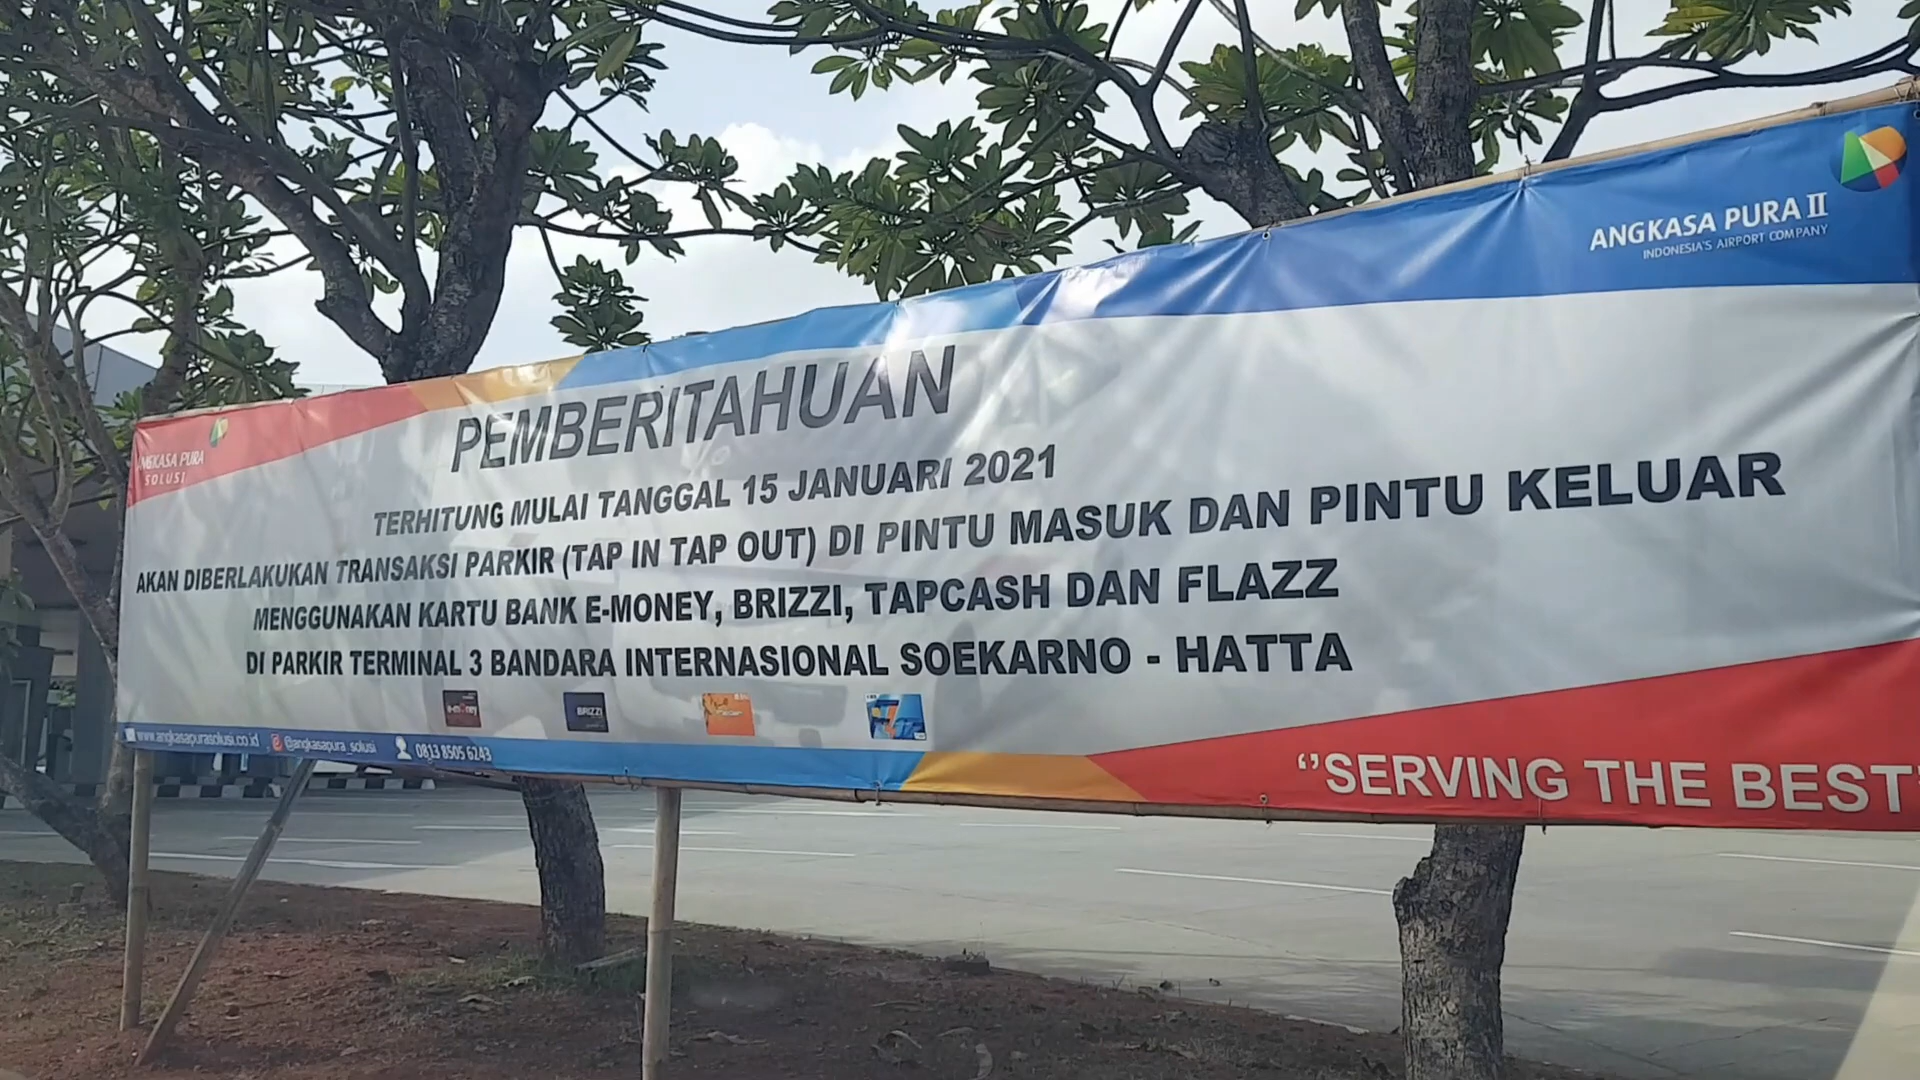 ANGKASA PURA II
INDONESIA'S AIRPORT COMPANY
ANGKASA PURA
SOLUSI
PEMBERITAHUAN
TERHITUNG MULAI TANGGAL 15 JANUARI 2021
AKAN DIBERLAKUKAN TRANSAKSI PARKIR (TAP IN TAP OUT) DI PINTU MASUK DAN PINTU KELUAR
MENGGUNAKAN KARTU BANK E-MONEY, BRIZZI, TAPCASH DAN FLAZZ
DI PARKIR TERMINAL 3 BANDARA INTERNASIONAL SOEKARNO - HATTA
e-money
BRIZZI
www.angkasapurasolusi.co.id @angkasapura_solusi 0813 8505 6243
‘’SERVING THE BEST’